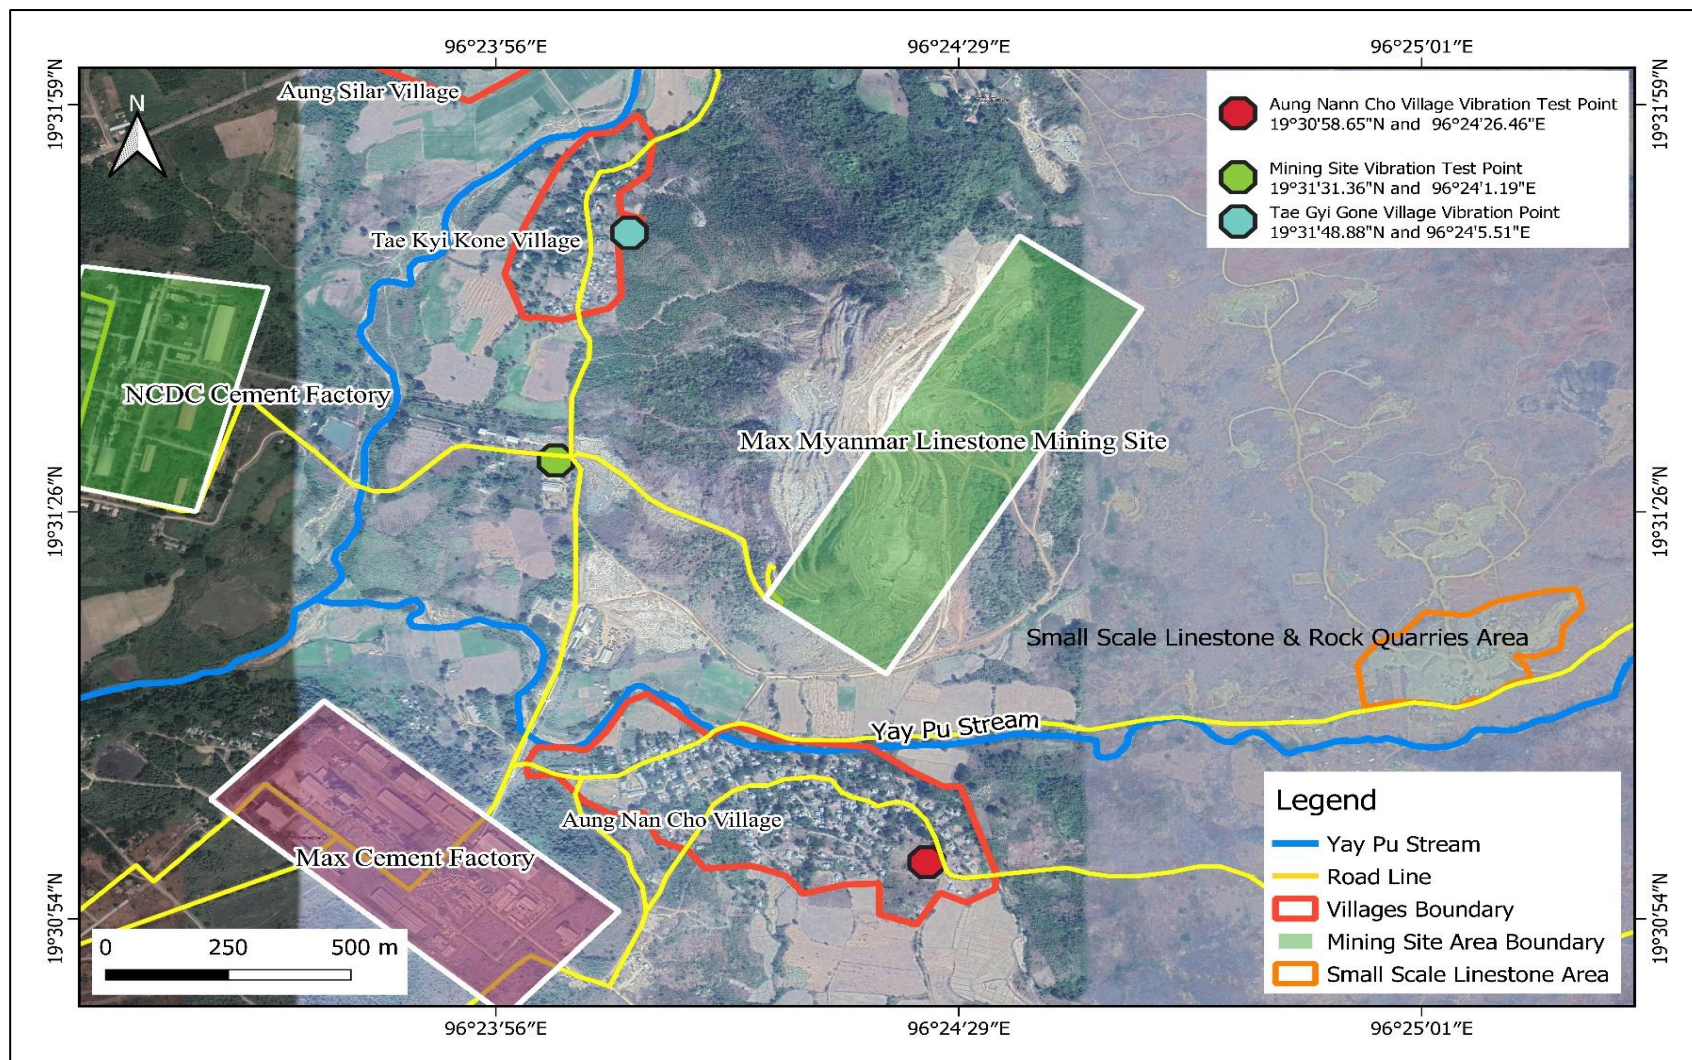 96°23′56″E
96°24′29″E
96°25′01″E
19°31′59″N
19°31′59″N
Aung Silar Village
N
Aung Nann Cho Village Vibration Test Point
19°30'58.65"N and 96°24'26.46"E
Mining Site Vibration Test Point
19°31'31.36"N and 96°24'1.19"E
Tae Gyi Gone Village Vibration Point
19°31'48.88"N and 96°24'5.51"E
Tae Kyi Kone Village
NCDC Cement Factory
Max Myanmar Linestone Mining Site
19°31′26″N
19°31′26″N
Small Scale Linestone & Rock Quarries Area
Yay Pu Stream
Aung Nan Cho Village
Max Cement Factory
Legend
Yay Pu Stream
Road Line
Villages Boundary
Mining Site Area Boundary
Small Scale Linestone Area
19°30′54″N
19°30′54″N
0 250 500 m
96°23′56″E
96°24′29″E
96°25′01″E